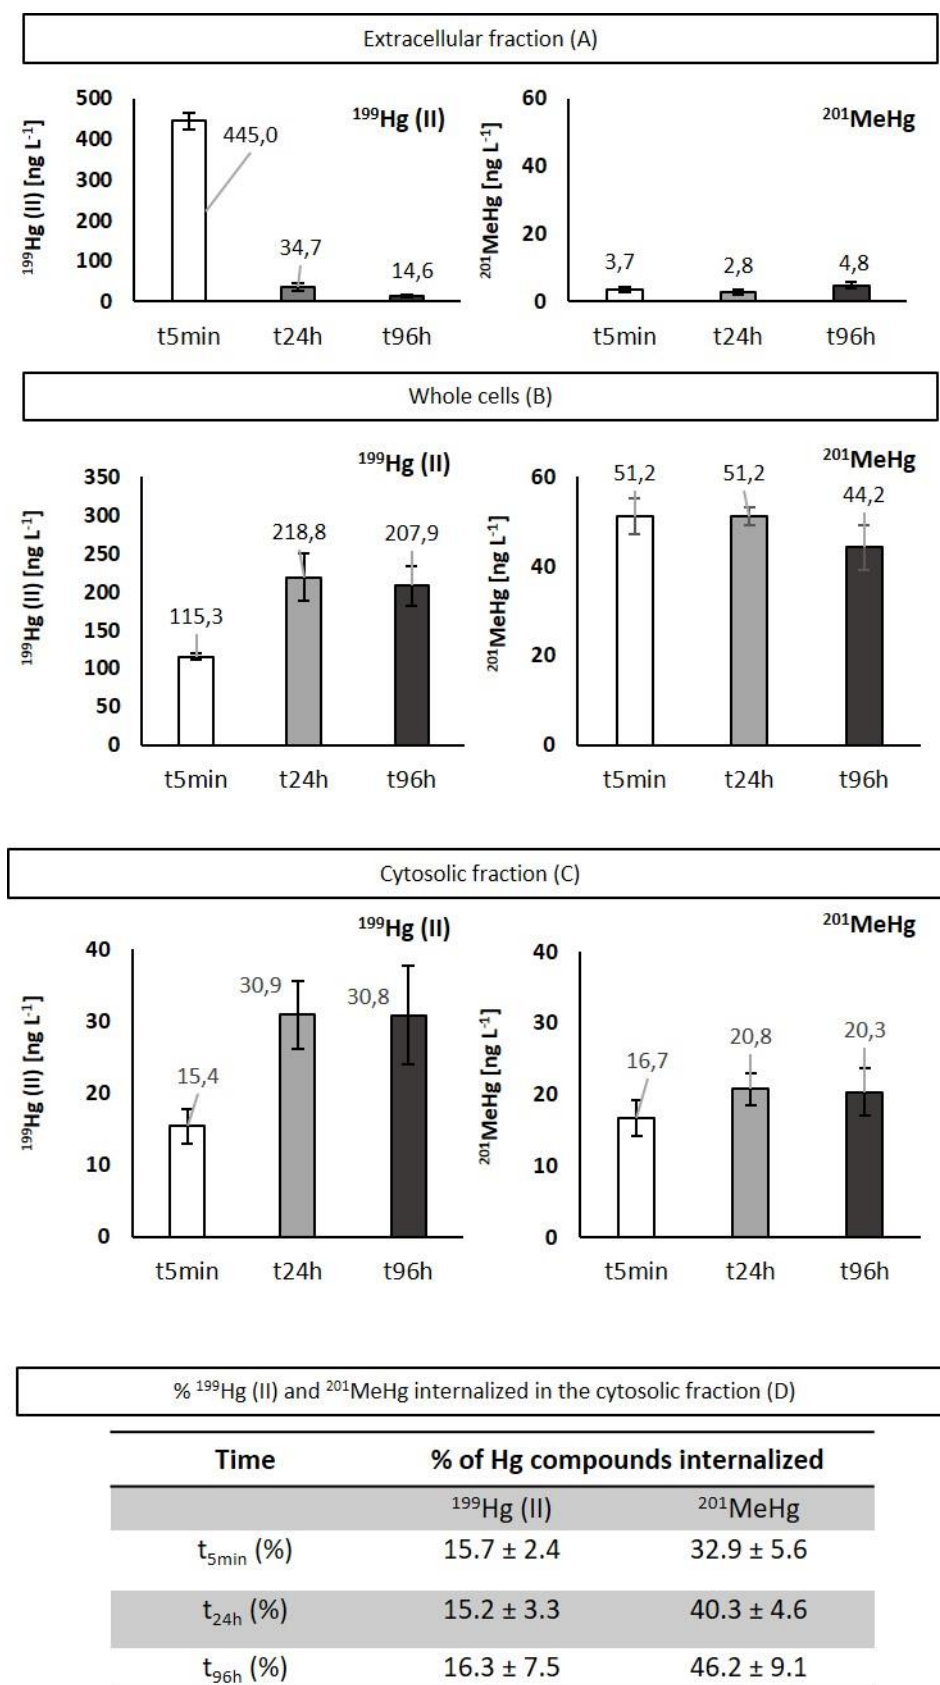 Extracellular fraction (A)
¹⁹⁹Hg (II) [ng L⁻¹]
500
400
300
200
100
0
¹⁹⁹Hg (II)
445,0
34,7
14,6
t5min t24h t96h
²⁰¹MeHg [ng L⁻¹]
60
40
20
0
²⁰¹MeHg
3,7
2,8
4,8
t5min t24h t96h
Whole cells (B)
¹⁹⁹Hg (II) [ng L⁻¹]
350
300
250
200
150
100
50
0
¹⁹⁹Hg (II)
115,3
218,8
207,9
t5min t24h t96h
²⁰¹MeHg [ng L⁻¹]
60
40
20
0
²⁰¹MeHg
51,2
51,2
44,2
t5min t24h t96h
Cytosolic fraction (C)
¹⁹⁹Hg (II) [ng L⁻¹]
40
30
20
10
0
¹⁹⁹Hg (II)
15,4
30,9
30,8
t5min t24h t96h
²⁰¹MeHg [ng L⁻¹]
40
30
20
10
0
²⁰¹MeHg
16,7
20,8
20,3
t5min t24h t96h
% ¹⁹⁹Hg (II) and ²⁰¹MeHg internalized in the cytosolic fraction (D)
Time % of Hg compounds internalized
¹⁹⁹Hg (II) ²⁰¹MeHg
t₅ₘᵢₙ (%) 15.7 ± 2.4 32.9 ± 5.6
t₂₄ₕ (%) 15.2 ± 3.3 40.3 ± 4.6
t₉₆ₕ (%) 16.3 ± 7.5 46.2 ± 9.1